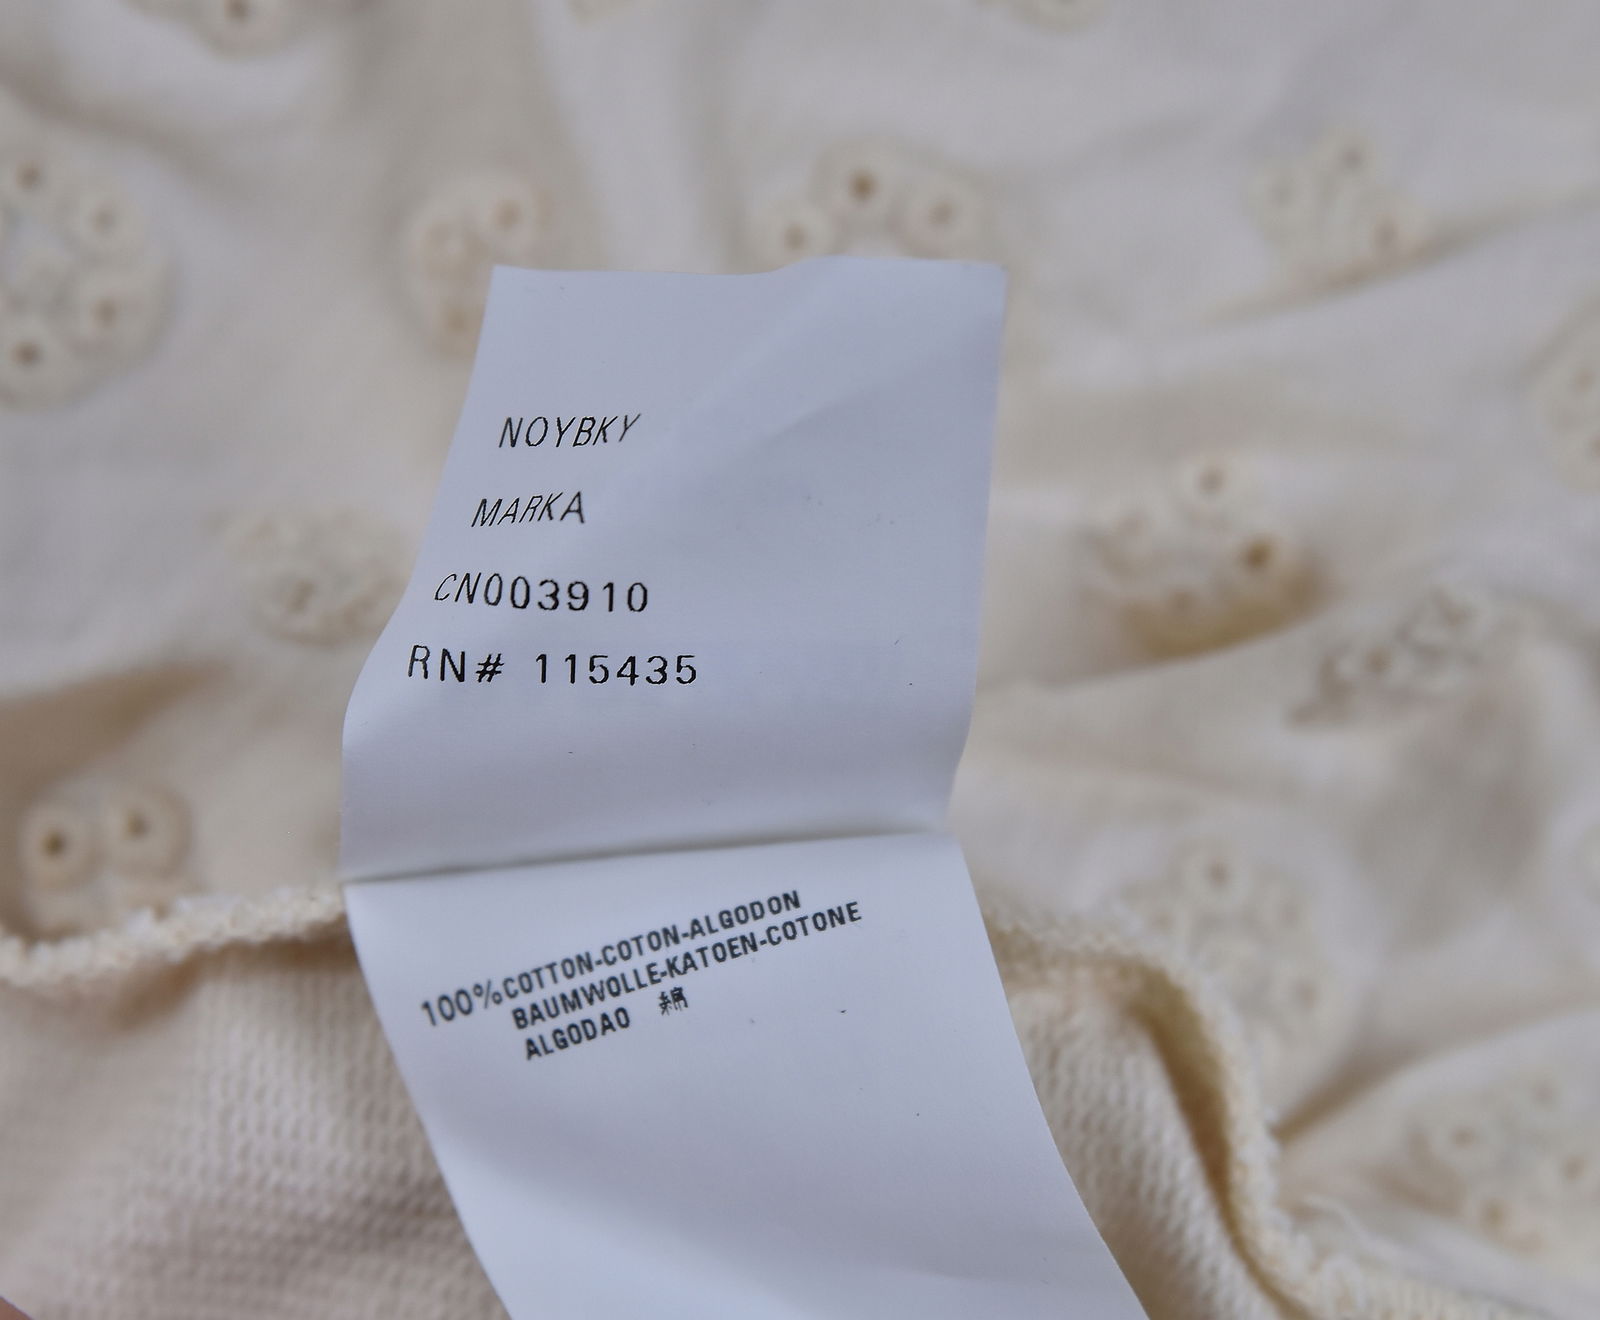 NOYBKY
MARKA
CN003910
RN# 115435
100%COTTON-COTON-ALGODON
BAUMWOLLE-KATOEN-COTONE
ALGODAO 綿